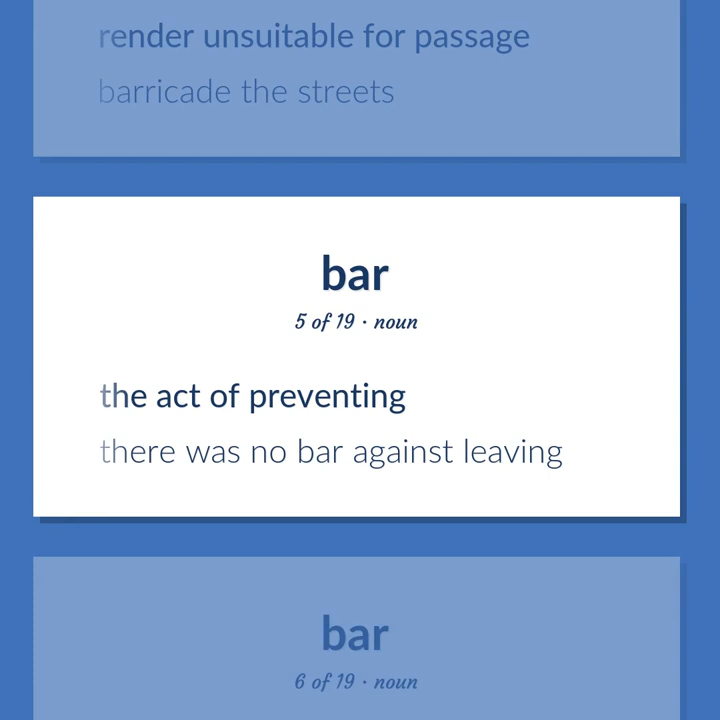 render unsuitable for passage
barricade the streets
bar
5 of 19 · noun
the act of preventing
there was no bar against leaving
bar
6 of 19 · noun